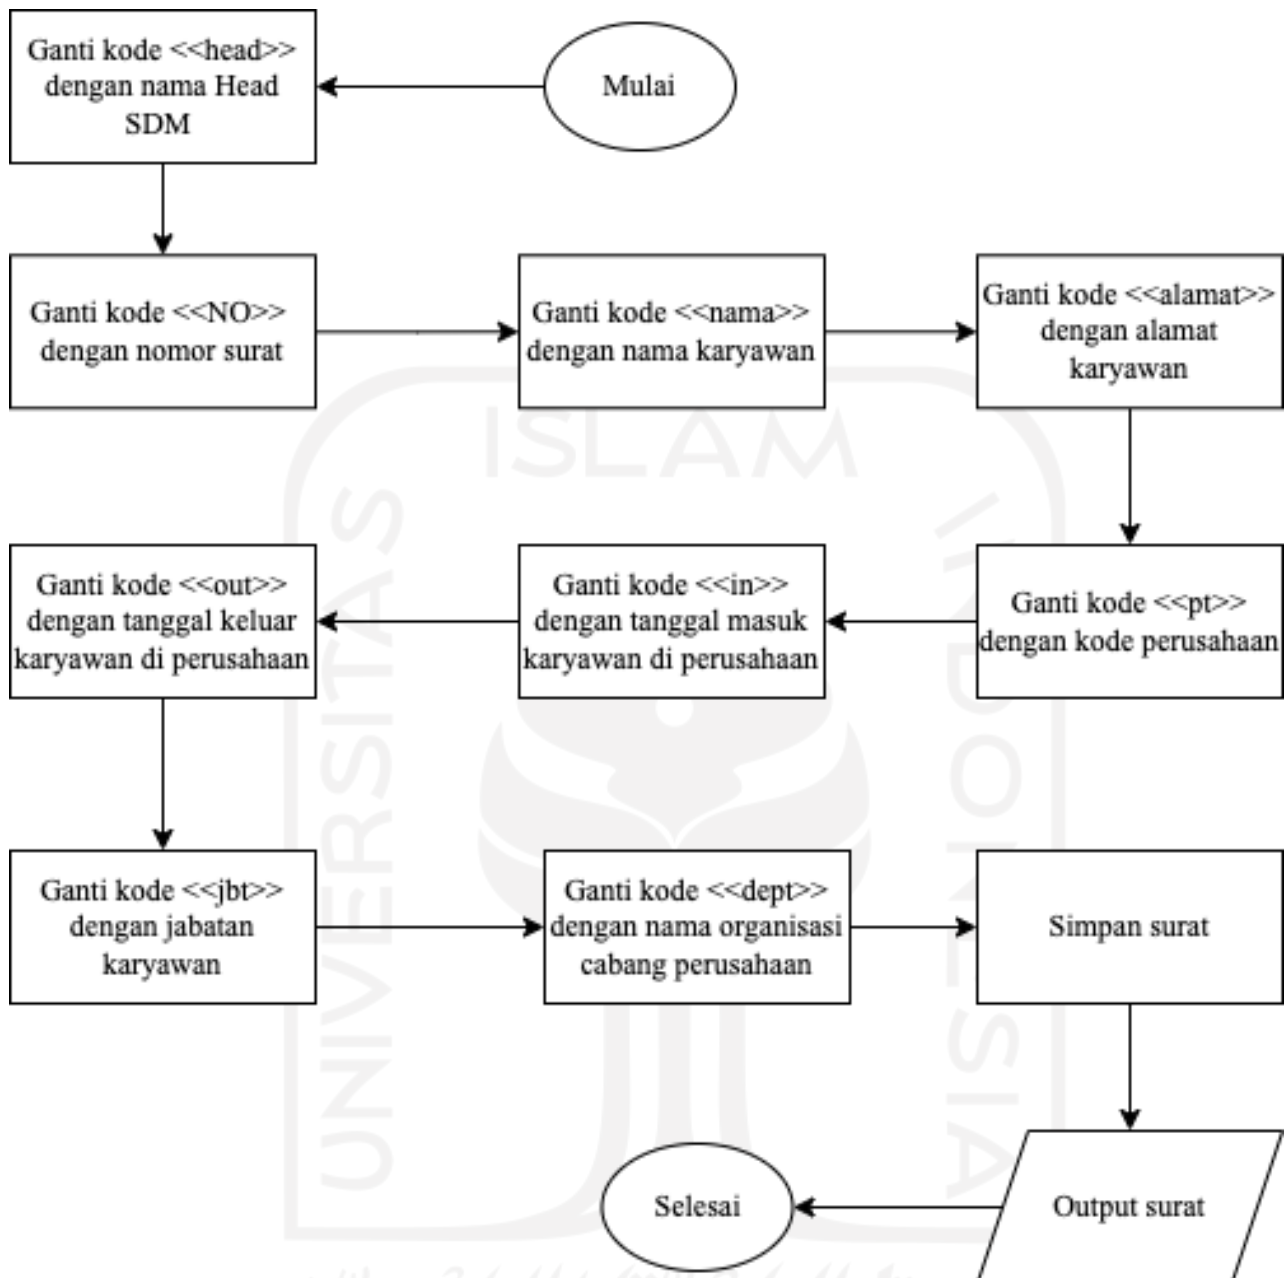 Mulai
Ganti kode <<head>>
dengan nama Head
SDM
Ganti kode <<NO>>
dengan nomor surat
Ganti kode <<nama>>
dengan nama karyawan
Ganti kode <<alamat>>
dengan alamat
karyawan
Ganti kode <<pt>>
dengan kode perusahaan
Ganti kode <<in>>
dengan tanggal masuk
karyawan di perusahaan
Ganti kode <<out>>
dengan tanggal keluar
karyawan di perusahaan
Ganti kode <<jbt>>
dengan jabatan
karyawan
Ganti kode <<dept>>
dengan nama organisasi
cabang perusahaan
Simpan surat
Output surat
Selesai
UNIVERSITAS
ISLAM
INDONESIA